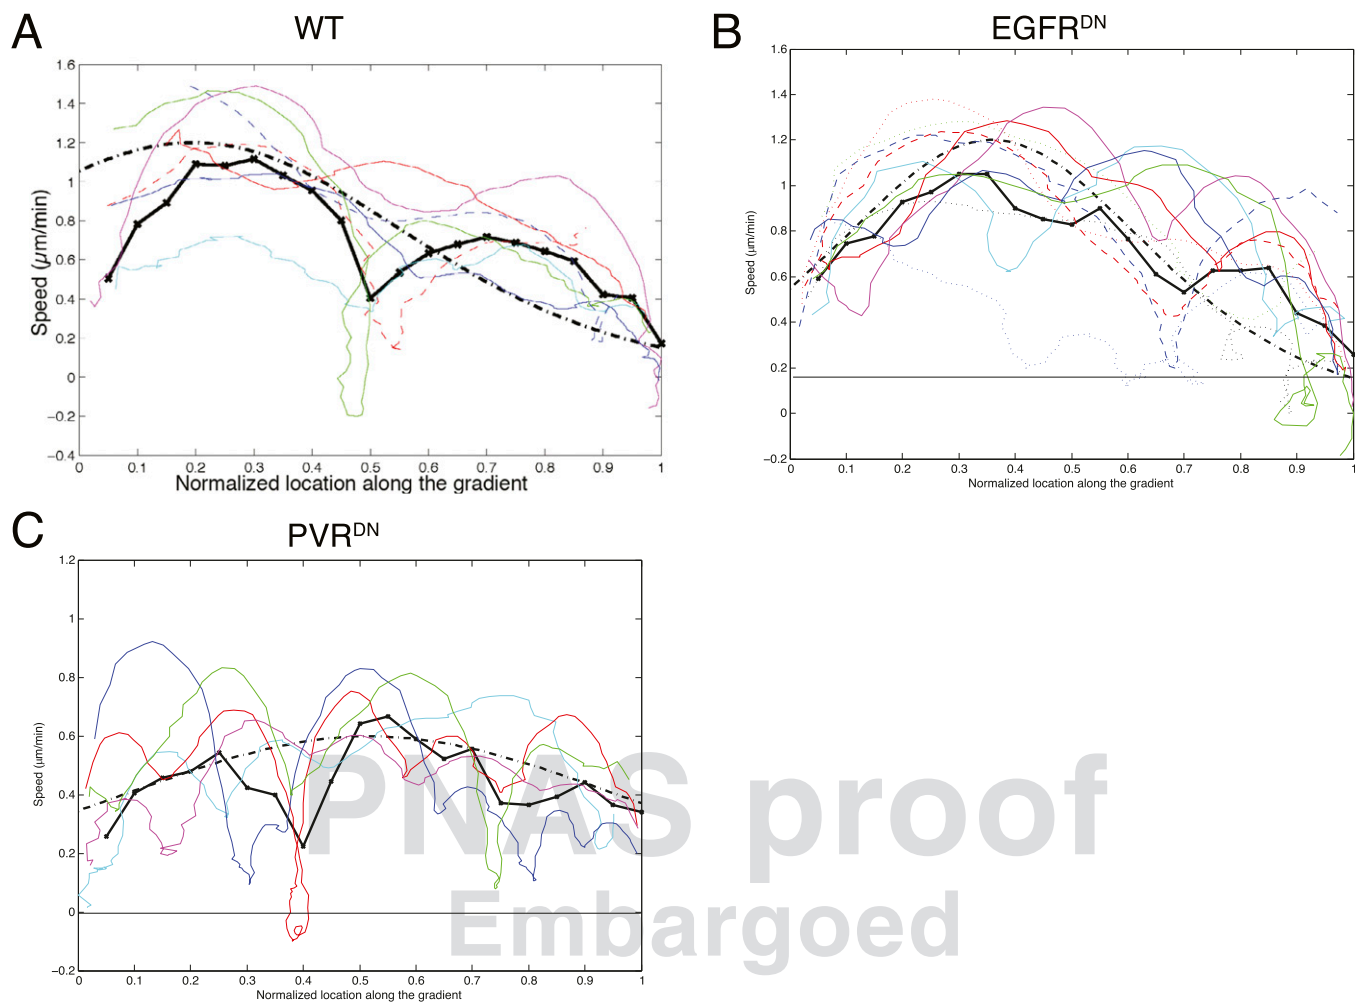 A
WT
Speed (µm/min)
1.6
1.4
1.2
1
0.8
0.6
0.4
0.2
0
−0.2
−0.4
0 0.1 0.2 0.3 0.4 0.5 0.6 0.7 0.8 0.9 1
Normalized location along the gradient
B
EGFRDN
Speed (µm/min)
1.6
1.4
1.2
1
0.8
0.6
0.4
0.2
0
−0.2
0 0.1 0.2 0.3 0.4 0.5 0.6 0.7 0.8 0.9 1
Normalized location along the gradient
C
PVRDN
Speed (µm/min)
1.2
1
0.8
0.6
0.4
0.2
0
−0.2
0 0.1 0.2 0.3 0.4 0.5 0.6 0.7 0.8 0.9 1
Normalized location along the gradient
PNAS proof
Embargoed